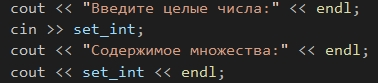 cout << "Введите целые числа:" << endl;
cin >> set_int;
cout << "Содержимое множества:" << endl;
cout << set_int << endl;